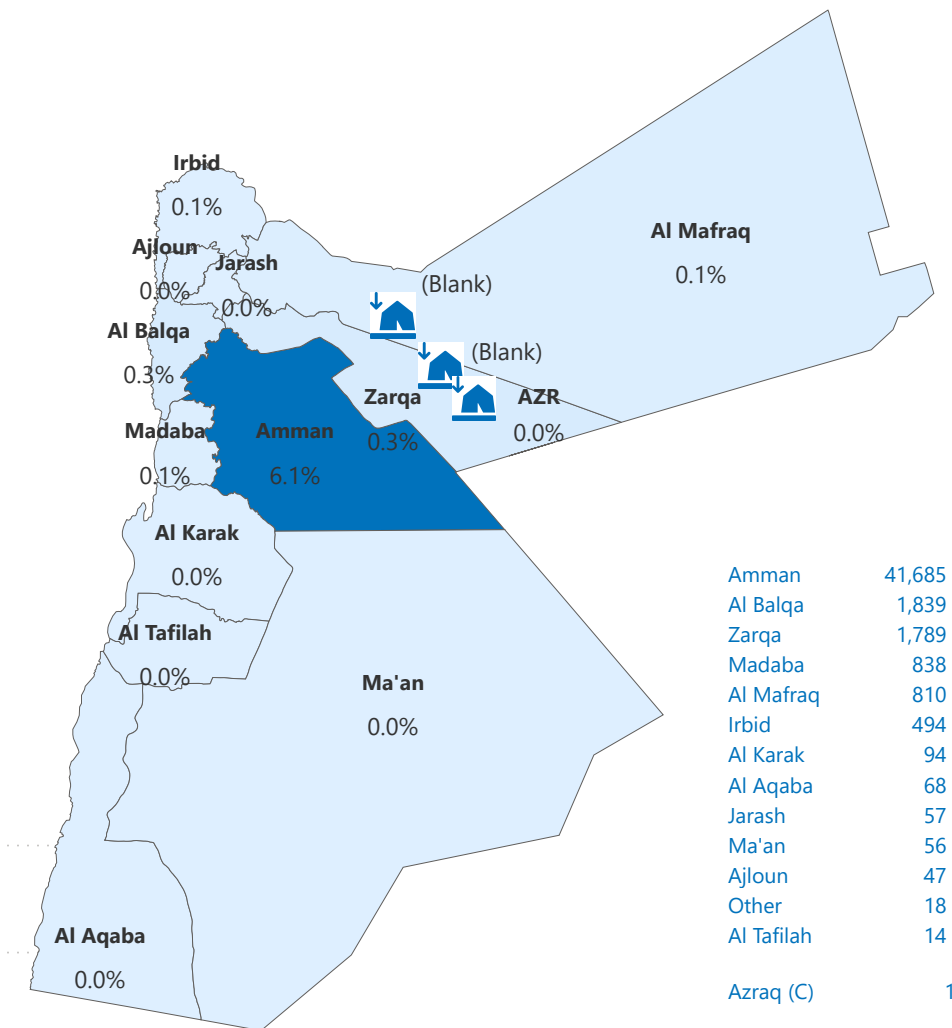 Irbid
0.1%
Al Mafraq
0.1%
Ajloun
0.0%
Jarash
0.0%
(Blank)
Al Balqa
0.3%
(Blank)
Zarqa
0.3%
AZR
0.0%
Madaba
0.1%
Amman
6.1%
Al Karak
0.0%
Al Tafilah
0.0%
Ma'an
0.0%
Al Aqaba
0.0%
Amman 41,685
Al Balqa 1,839
Zarqa 1,789
Madaba 838
Al Mafraq 810
Irbid 494
Al Karak 94
Al Aqaba 68
Jarash 57
Ma'an 56
Ajloun 47
Other 18
Al Tafilah 14
Azraq (C) 1